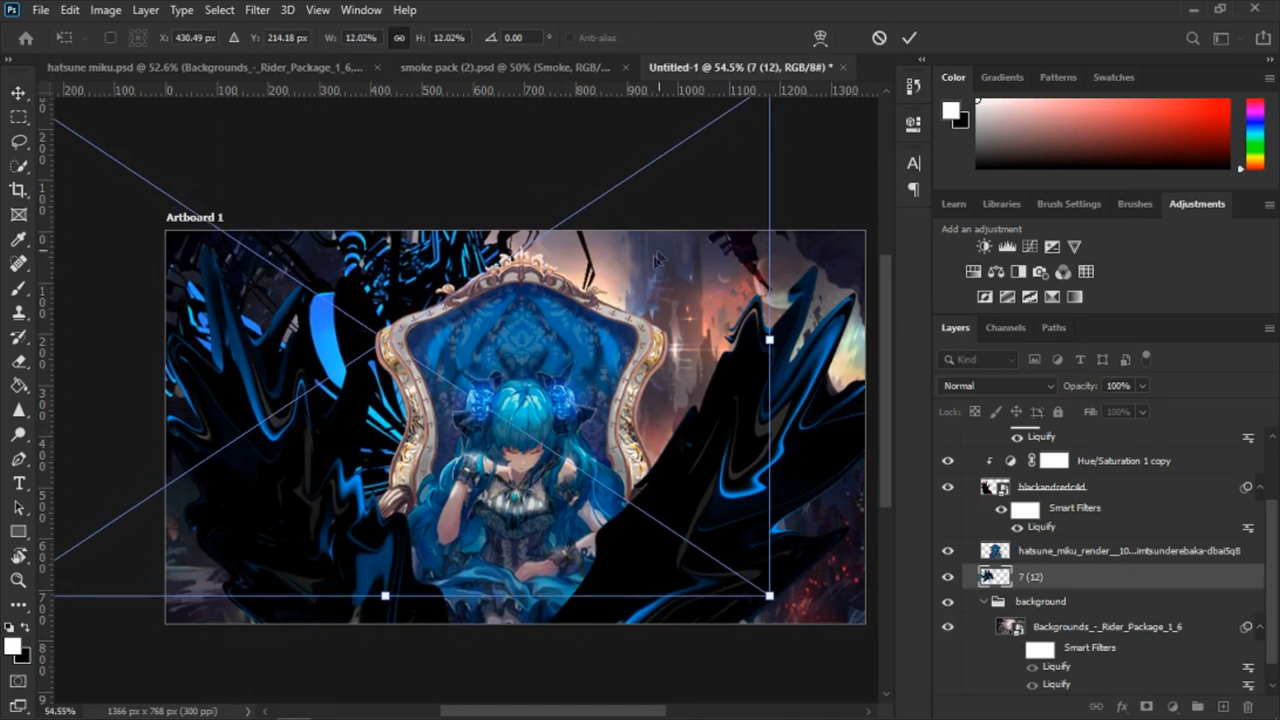 Ps File Edit Image Layer Type Select Filter 3D View Window Help
X: 430.49 px Y: 214.18 px W: 12.02% H: 12.02% 0.00 ° Anti-alias
hatsune miku.psd @ 52.6% (Backgrounds_-_Rider_Package_1_6,... × smoke pack (2).psd @ 50% (Smoke, RGB/... × Untitled-1 @ 54.5% (7 (12), RGB/8#) * ×
200 100 0 100 200 300 400 500 600 700 800 900 1000 1100 1200 1300
Color Gradients Patterns Swatches
Learn Libraries Brush Settings Brushes Adjustments
Add an adjustment
Artboard 1
Layers Channels Paths
Kind
Normal Opacity: 100%
Lock: Fill: 100%
Liquify
Hue/Saturation 1 copy
blackandredc4d
Smart Filters
Liquify
hatsune_miku_render__10...imtsunderebaka-dbai5q8
7 (12)
background
Backgrounds_-_Rider_Package_1_6
Smart Filters
Liquify
Liquify
54.55% 1366 px x 768 px (300 ppi)